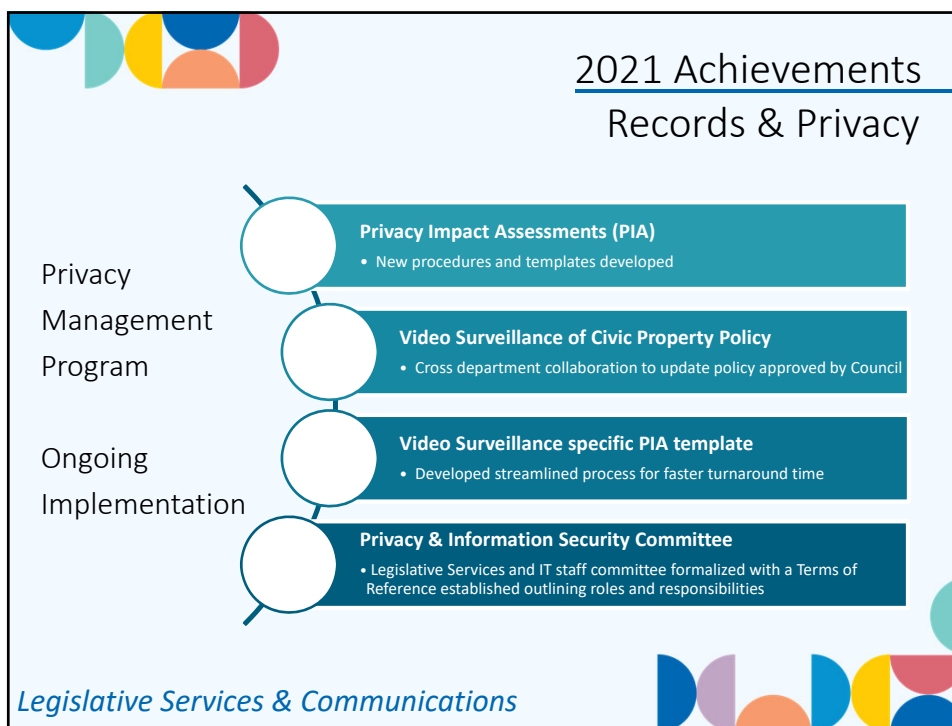 2021 Achievements
Records & Privacy
Privacy
Management
Program
Ongoing
Implementation
Privacy Impact Assessments (PIA)
• New procedures and templates developed
Video Surveillance of Civic Property Policy
• Cross department collaboration to update policy approved by Council
Video Surveillance specific PIA template
• Developed streamlined process for faster turnaround time
Privacy & Information Security Committee
• Legislative Services and IT staff committee formalized with a Terms of
Reference established outlining roles and responsibilities
Legislative Services & Communications